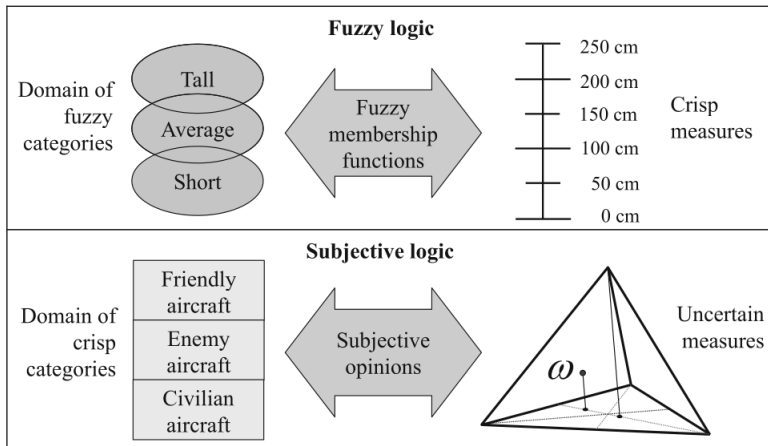 Fuzzy logic
Domain of
fuzzy
categories
Tall
Average
Short
Fuzzy
membership
functions
250 cm
200 cm
150 cm
100 cm
50 cm
0 cm
Crisp
measures
Subjective logic
Domain of
crisp
categories
Friendly
aircraft
Enemy
aircraft
Civilian
aircraft
Subjective
opinions
ω
Uncertain
measures